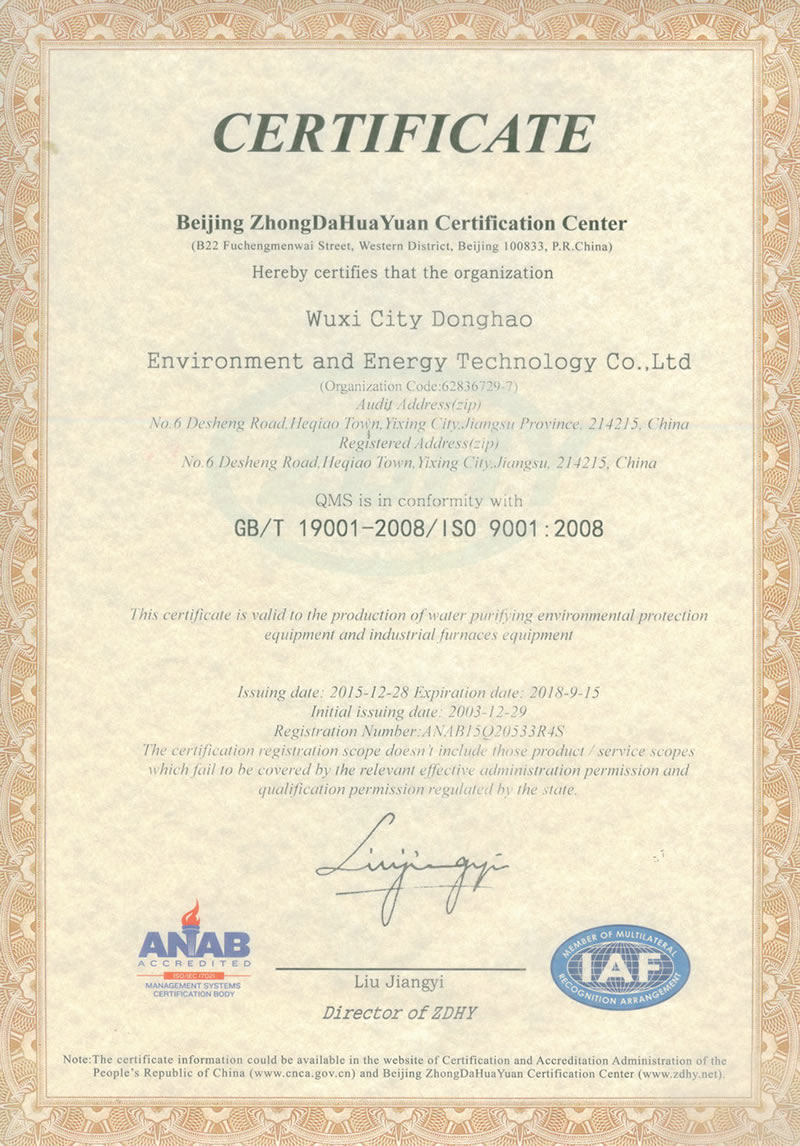 CERTIFICATE
Beijing ZhongDaHuaYuan Certification Center
(B22 Fuchengmenwai Street, Western District, Beijing 100833, P.R.China)
Hereby certifies that the organization
Wuxi City Donghao
Environment and Energy Technology Co.,Ltd
(Organization Code:62836729-7)
Audit Address(zip)
No.6 Desheng Road,Heqiao Town,Yixing City,Jiangsu Province, 214215, China
Registered Address(zip)
No.6 Desheng Road,Heqiao Town,Yixing City,Jiangsu, 214215, China
QMS is in conformity with
GB/T 19001-2008/ISO 9001:2008
This certificate is valid to the production of water purifying environmental protection
equipment and industrial furnaces equipment
Issuing date: 2015-12-28 Expiration date: 2018-9-15
Initial issuing date: 2003-12-29
Registration Number:ANAB15Q20533R4S
The certification registration scope doesn't include those product / service scopes
which fail to be covered by the relevant effective administration permission and
qualification permission regulated by the state.
Liujiangyi
ANAB
ACCREDITED
ISO/IEC 17021
MANAGEMENT SYSTEMS
CERTIFICATION BODY
Liu Jiangyi
Director of ZDHY
MEMBER OF MULTILATERAL
IAF
RECOGNITION ARRANGEMENT
Note:The certificate information could be available in the website of Certification and Accreditation Administration of the
People's Republic of China (www.cnca.gov.cn) and Beijing ZhongDaHuaYuan Certification Center (www.zdhy.net).